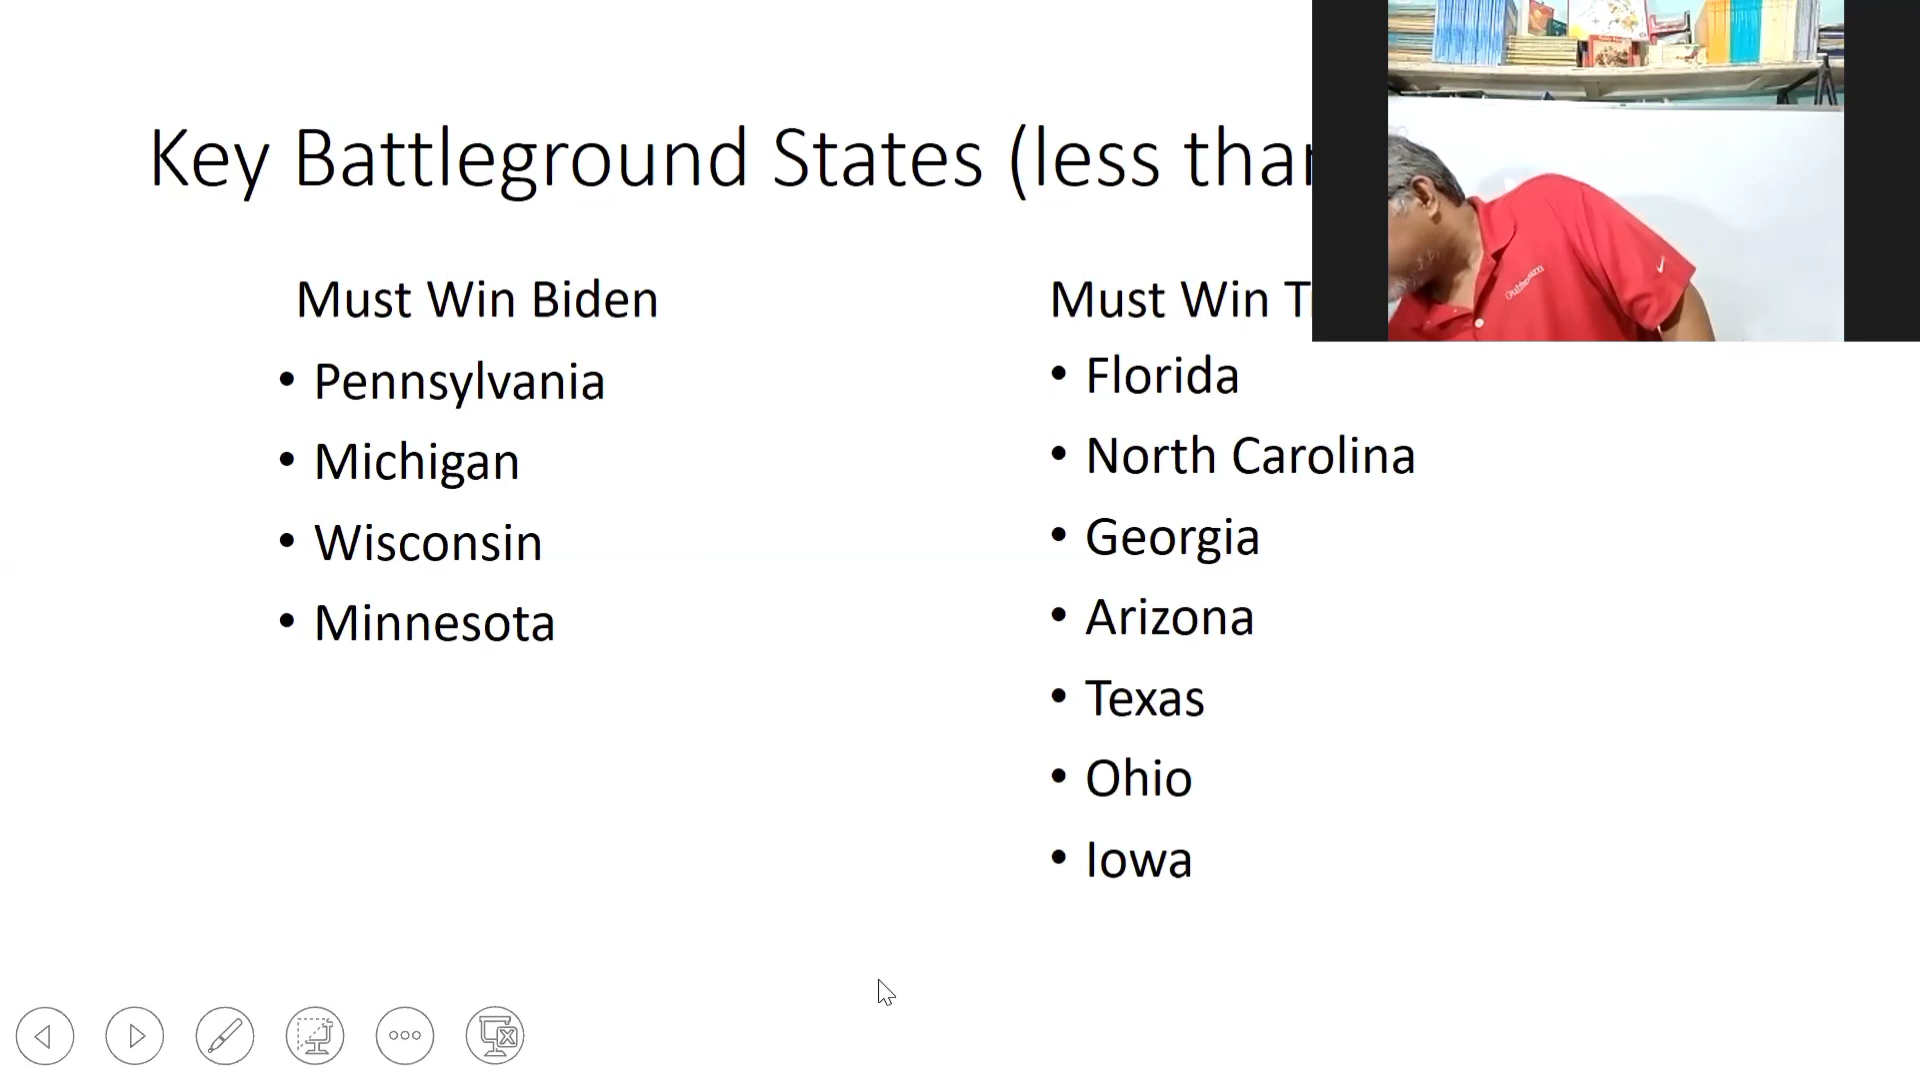 Key Battleground States (less than
Must Win Biden
• Pennsylvania
• Michigan
• Wisconsin
• Minnesota
Must Win T
• Florida
• North Carolina
• Georgia
• Arizona
• Texas
• Ohio
• Iowa